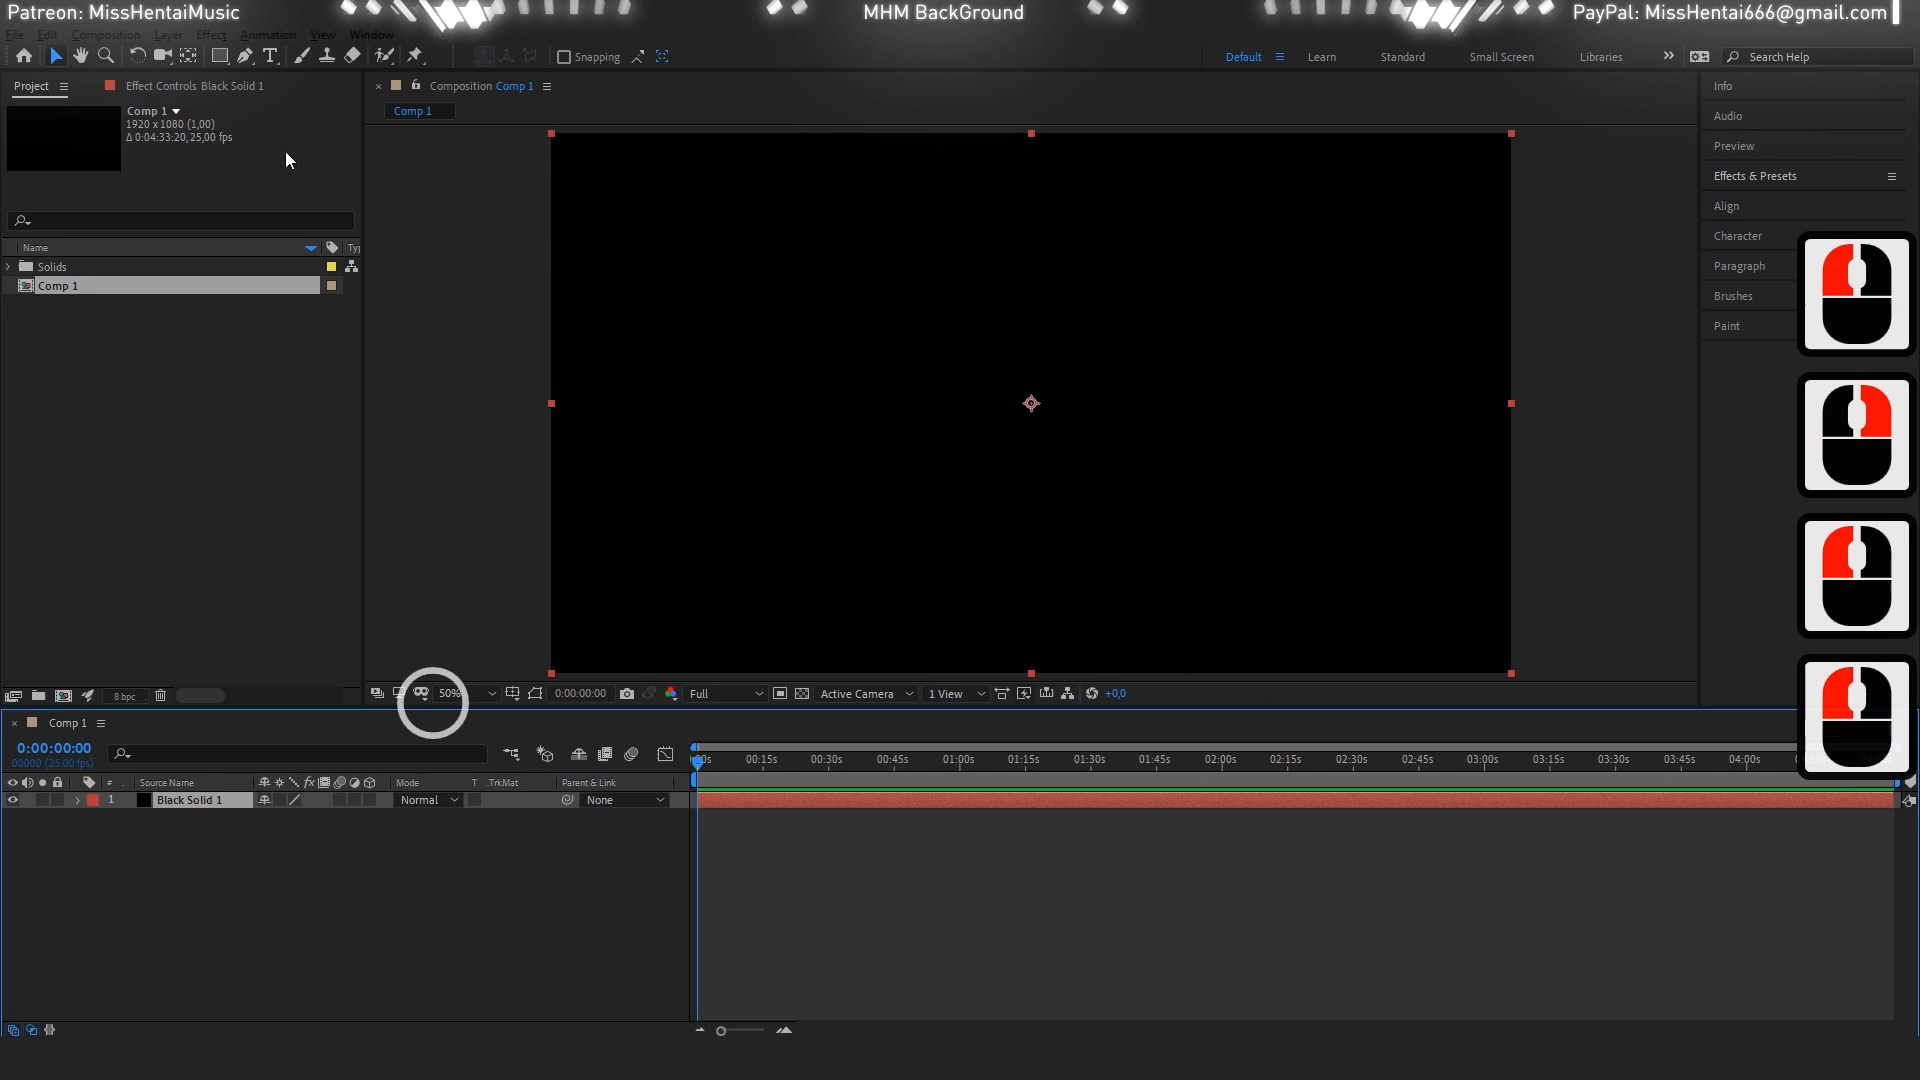 Patreon: MissHentaiMusic
MHM BackGround
PayPal: MissHentai666@gmail.com
File Edit Composition Layer Effect Animation View Window
Snapping
Default
Learn
Standard
Small Screen
Libraries
Search Help
Project
Effect Controls Black Solid 1
Comp 1
1920 x 1080 (1,00)
Δ 0:04:33:20, 25,00 fps
Composition Comp 1
Comp 1
Info
Audio
Preview
Effects & Presets
Align
Character
Paragraph
Brushes
Paint
Name
Typ
Solids
Comp 1
8 bpc
50%
0:00:00:00
Full
Active Camera
1 View
+0,0
Comp 1
0:00:00:00
00000 (25.00 fps)
00:15s 00:30s 00:45s 01:00s 01:15s 01:30s 01:45s 02:00s 02:15s 02:30s 02:45s 03:00s 03:15s 03:30s 03:45s 04:00s
# Source Name Mode T .TrkMat Parent & Link
1 Black Solid 1 Normal None